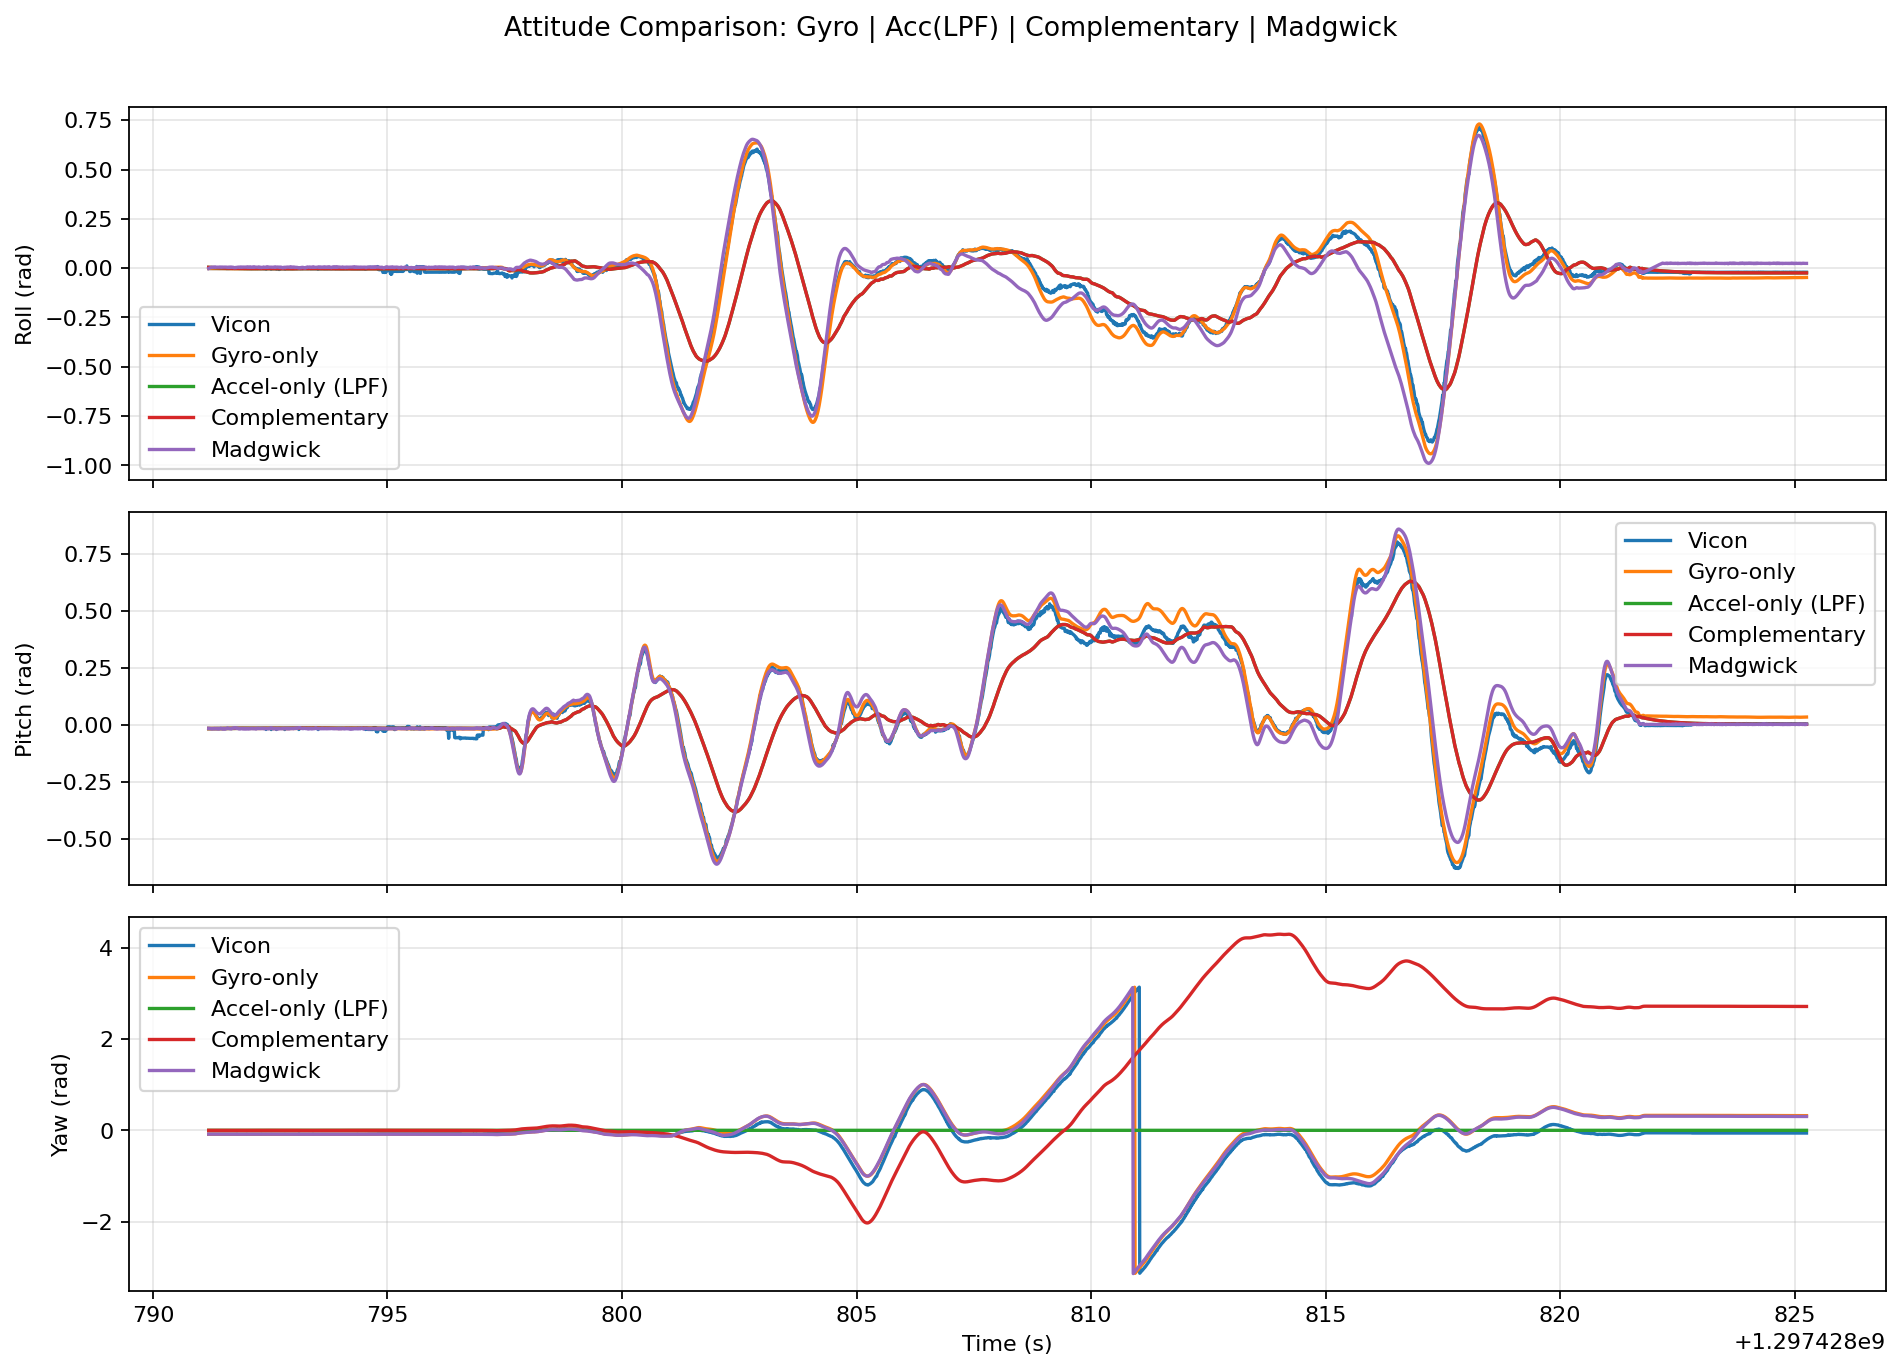 Attitude Comparison: Gyro | Acc(LPF) | Complementary | Madgwick
0.75
0.50
0.25
0.00
−0.25
−0.50
−0.75
−1.00
Roll (rad)
Vicon
Gyro-only
Accel-only (LPF)
Complementary
Madgwick
0.75
0.50
0.25
0.00
−0.25
−0.50
Pitch (rad)
Vicon
Gyro-only
Accel-only (LPF)
Complementary
Madgwick
4
2
0
−2
Yaw (rad)
Vicon
Gyro-only
Accel-only (LPF)
Complementary
Madgwick
790 795 800 805 810 815 820 825
Time (s)
+1.297428e9